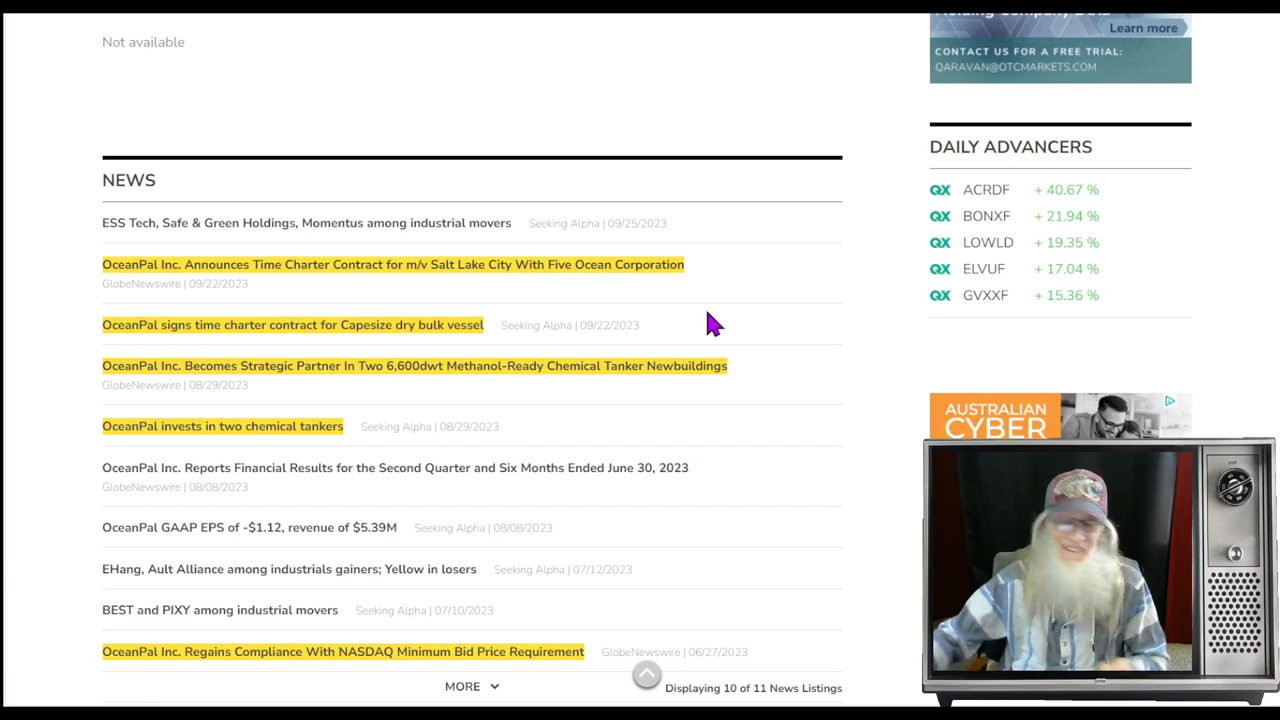 Learn more
CONTACT US FOR A FREE TRIAL:
QARAVAN@OTCMARKETS.COM
Not available
NEWS
ESS Tech, Safe & Green Holdings, Momentus among industrial movers Seeking Alpha | 09/25/2023
OceanPal Inc. Announces Time Charter Contract for m/v Salt Lake City With Five Ocean Corporation
GlobeNewswire | 09/22/2023
OceanPal signs time charter contract for Capesize dry bulk vessel Seeking Alpha | 09/22/2023
OceanPal Inc. Becomes Strategic Partner In Two 6,600dwt Methanol-Ready Chemical Tanker Newbuildings
GlobeNewswire | 08/29/2023
OceanPal invests in two chemical tankers Seeking Alpha | 08/29/2023
OceanPal Inc. Reports Financial Results for the Second Quarter and Six Months Ended June 30, 2023
GlobeNewswire | 08/08/2023
OceanPal GAAP EPS of -$1.12, revenue of $5.39M Seeking Alpha | 08/08/2023
EHang, Ault Alliance among industrials gainers; Yellow in losers Seeking Alpha | 07/12/2023
BEST and PIXY among industrial movers Seeking Alpha | 07/10/2023
OceanPal Inc. Regains Compliance With NASDAQ Minimum Bid Price Requirement GlobeNewswire | 06/27/2023
MORE
Displaying 10 of 11 News Listings
DAILY ADVANCERS
QX ACRDF + 40.67 %
QX BONXF + 21.94 %
QX LOWLD + 19.35 %
QX ELVUF + 17.04 %
QX GVXXF + 15.36 %
AUSTRALIAN
CYBER